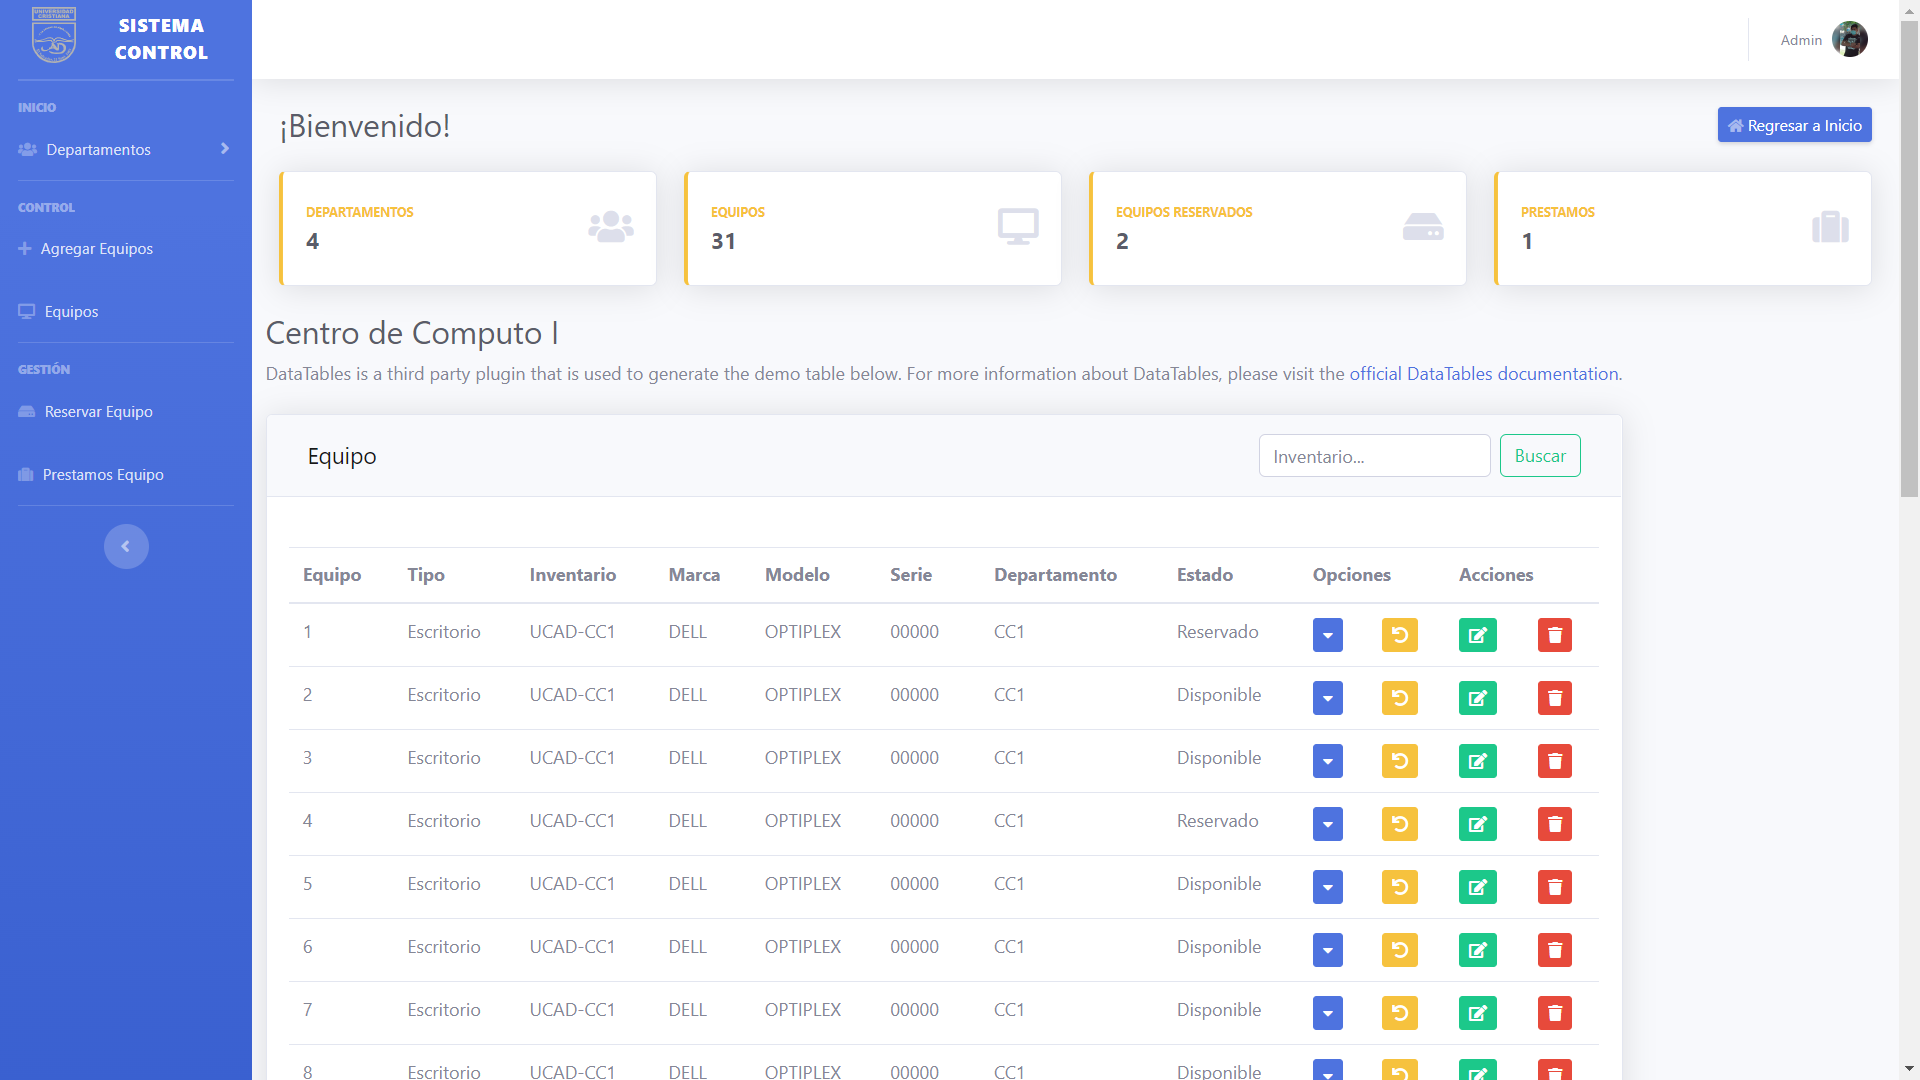 UNIVERSIDAD
CRISTIANA
SISTEMA
CONTROL
Admin
INICIO
Departamentos
CONTROL
Agregar Equipos
Equipos
GESTIÓN
Reservar Equipo
Prestamos Equipo
¡Bienvenido!
Regresar a Inicio
DEPARTAMENTOS
4
EQUIPOS
31
EQUIPOS RESERVADOS
2
PRESTAMOS
1
Centro de Computo I
DataTables is a third party plugin that is used to generate the demo table below. For more information about DataTables, please visit the official DataTables documentation.
Equipo
Inventario...
Buscar
Equipo Tipo Inventario Marca Modelo Serie Departamento Estado Opciones Acciones
1 Escritorio UCAD-CC1 DELL OPTIPLEX 00000 CC1 Reservado
2 Escritorio UCAD-CC1 DELL OPTIPLEX 00000 CC1 Disponible
3 Escritorio UCAD-CC1 DELL OPTIPLEX 00000 CC1 Disponible
4 Escritorio UCAD-CC1 DELL OPTIPLEX 00000 CC1 Reservado
5 Escritorio UCAD-CC1 DELL OPTIPLEX 00000 CC1 Disponible
6 Escritorio UCAD-CC1 DELL OPTIPLEX 00000 CC1 Disponible
7 Escritorio UCAD-CC1 DELL OPTIPLEX 00000 CC1 Disponible
8 Escritorio UCAD-CC1 DELL OPTIPLEX 00000 CC1 Disponible